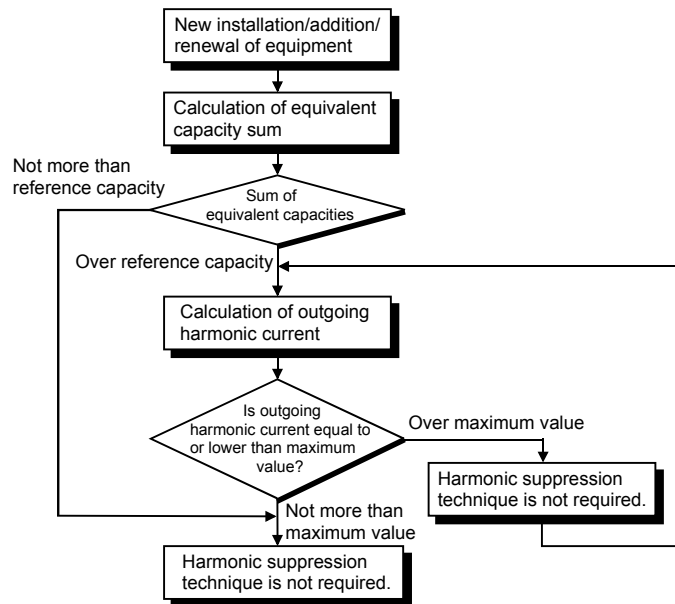 New installation/addition/
renewal of equipment
Calculation of equivalent
capacity sum
Not more than
reference capacity
Sum of
equivalent capacities
Over reference capacity
Calculation of outgoing
harmonic current
Is outgoing
harmonic current equal to
or lower than maximum
value?
Over maximum value
Harmonic suppression
technique is not required.
Not more than
maximum value
Harmonic suppression
technique is not required.